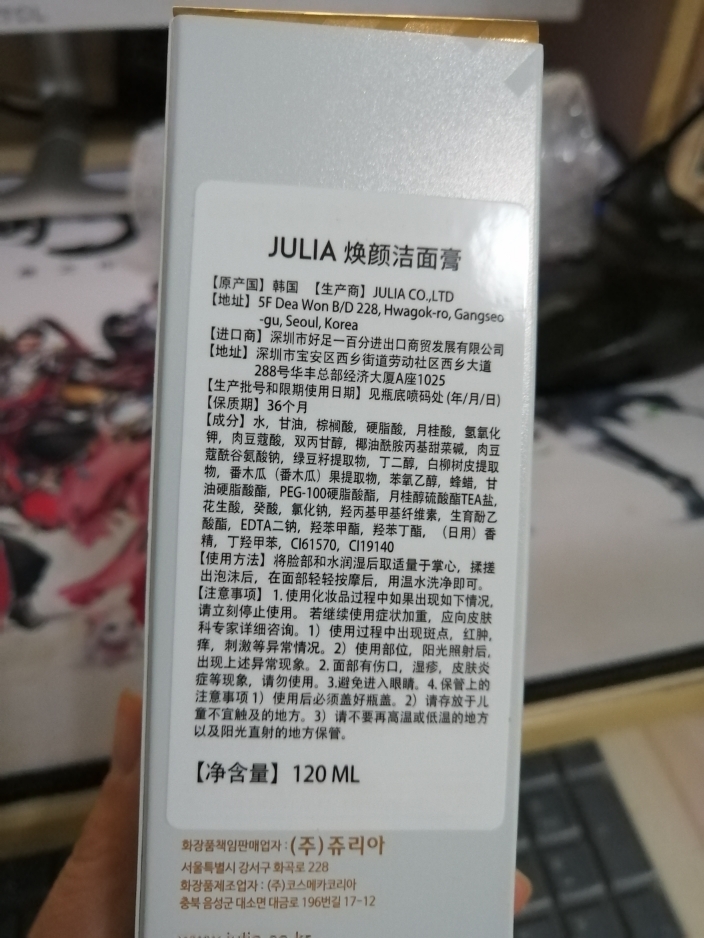 TCL
JULIA 焕颜洁面膏
【原产国】韩国 【生产商】JULIA CO.,LTD
【地址】5F Dea Won B/D 228, Hwagok-ro, Gangseo
-gu, Seoul, Korea
【进口商】深圳市好足一百分进出口商贸发展有限公司
【地址】深圳市宝安区西乡街道劳动社区西乡大道
288号华丰总部经济大厦A座1025
【生产批号和限期使用日期】见瓶底喷码处 (年/月/日)
【保质期】36个月
【成分】水，甘油，棕榈酸，硬脂酸，月桂酸，氢氧化
钾，肉豆蔻酸，双丙甘醇，椰油酰胺丙基甜菜碱，肉豆
蔻酰谷氨酸钠，绿豆籽提取物，丁二醇，白柳树皮提取
物，番木瓜（番木瓜）果提取物，苯氧乙醇，蜂蜡，甘
油硬脂酸酯，PEG-100硬脂酸酯，月桂醇硫酸酯TEA盐，
花生酸，癸酸，氯化钠，羟丙基甲基纤维素，生育酚乙
酸酯，EDTA二钠，羟苯甲酯，羟苯丁酯，（日用）香
精，丁羟甲苯，CI61570，CI19140
【使用方法】将脸部和水润湿后取适量于掌心，揉搓
出泡沫后，在面部轻轻按摩后，用温水洗净即可。
【注意事项】1.使用化妆品过程中如果出现如下情况，
请立刻停止使用。若继续使用症状加重，应向皮肤
科专家详细咨询。1）使用过程中出现斑点，红肿，
痒，刺激等异常情况。2）使用部位，阳光照射后，
出现上述异常现象。2.面部有伤口，湿疹，皮肤炎
症等现象，请勿使用。3.避免进入眼睛。4.保管上的
注意事项 1）使用后必须盖好瓶盖。2）请存放于儿
童不宜触及的地方。3）请不要再高温或低温的地方
以及阳光直射的地方保管。
【净含量】120 ML
화장품책임판매업자 : (주)쥬리아
서울특별시 강서구 화곡로 228
화장품제조업자 : (주)코스메카코리아
충북 음성군 대소면 대금로 196번길 17-12